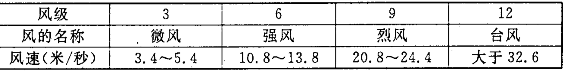 风级 3 6 9 12
风的名称 微风 强风 烈风 台风
风速(米/秒) 3.4~5.4 10.8~13.8 20.8~24.4 大于32.6